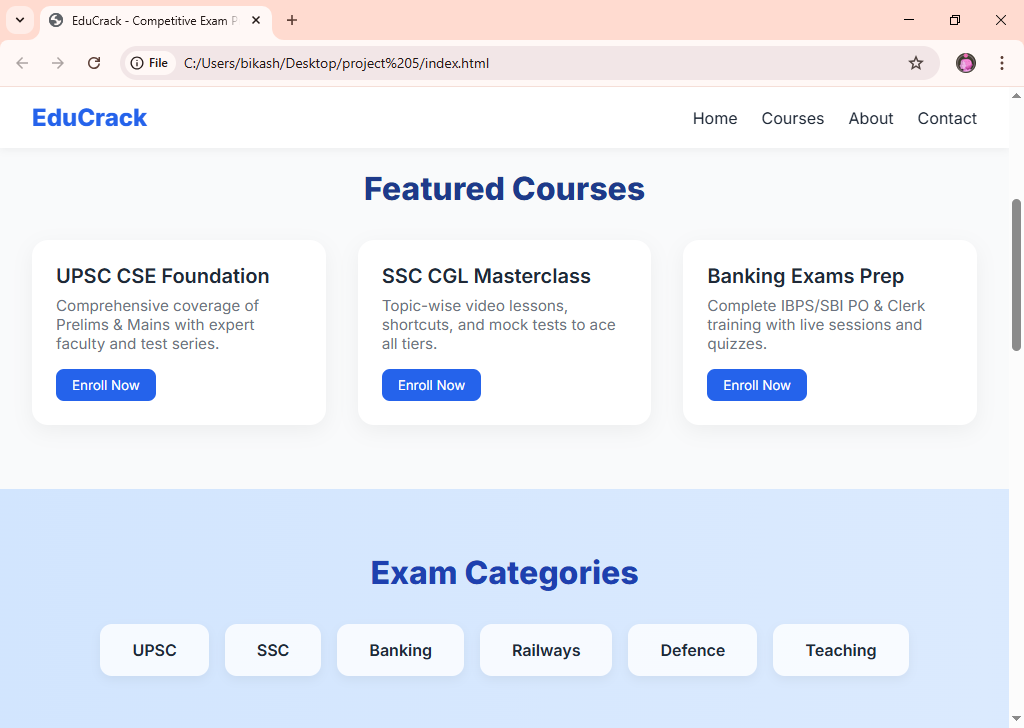 EduCrack - Competitive Exam P
File
C:/Users/bikash/Desktop/project%205/index.html
EduCrack
Home Courses About Contact
Featured Courses
UPSC CSE Foundation
Comprehensive coverage of
Prelims & Mains with expert
faculty and test series.
Enroll Now
SSC CGL Masterclass
Topic-wise video lessons,
shortcuts, and mock tests to ace
all tiers.
Enroll Now
Banking Exams Prep
Complete IBPS/SBI PO & Clerk
training with live sessions and
quizzes.
Enroll Now
Exam Categories
UPSC SSC Banking Railways Defence Teaching